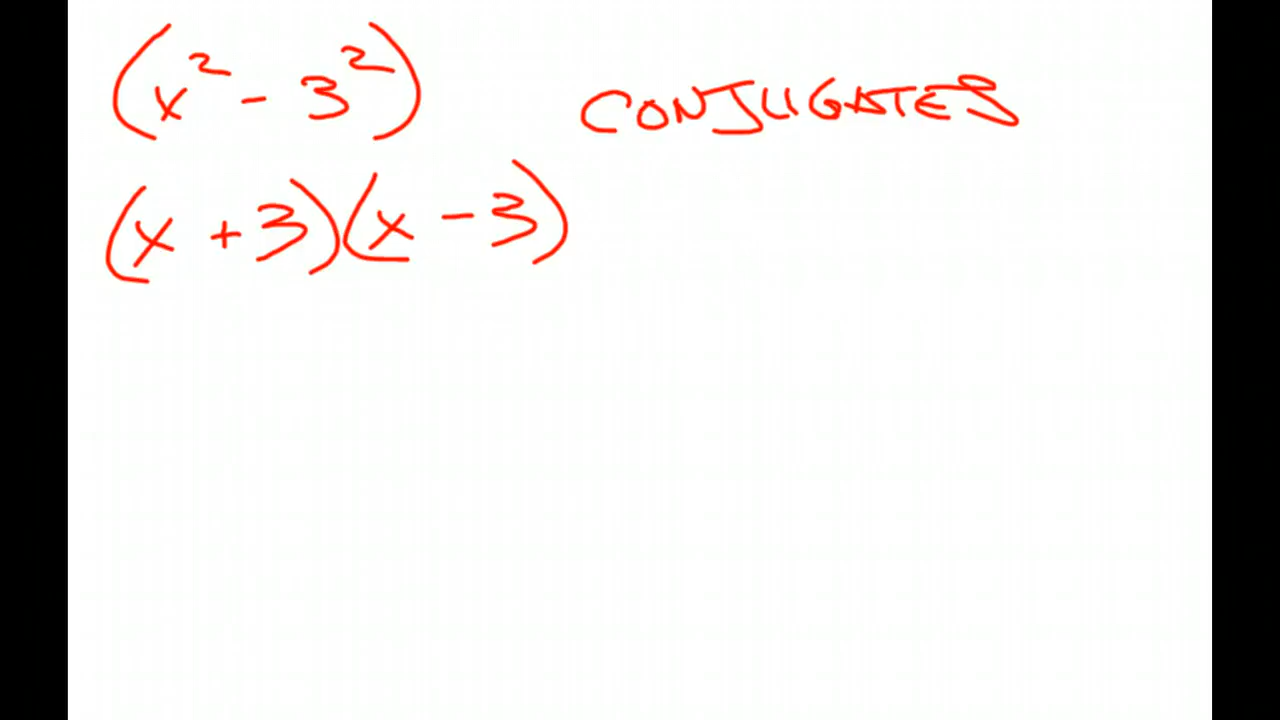 (x² - 3²) CONJUGATES
(x + 3)(x - 3)